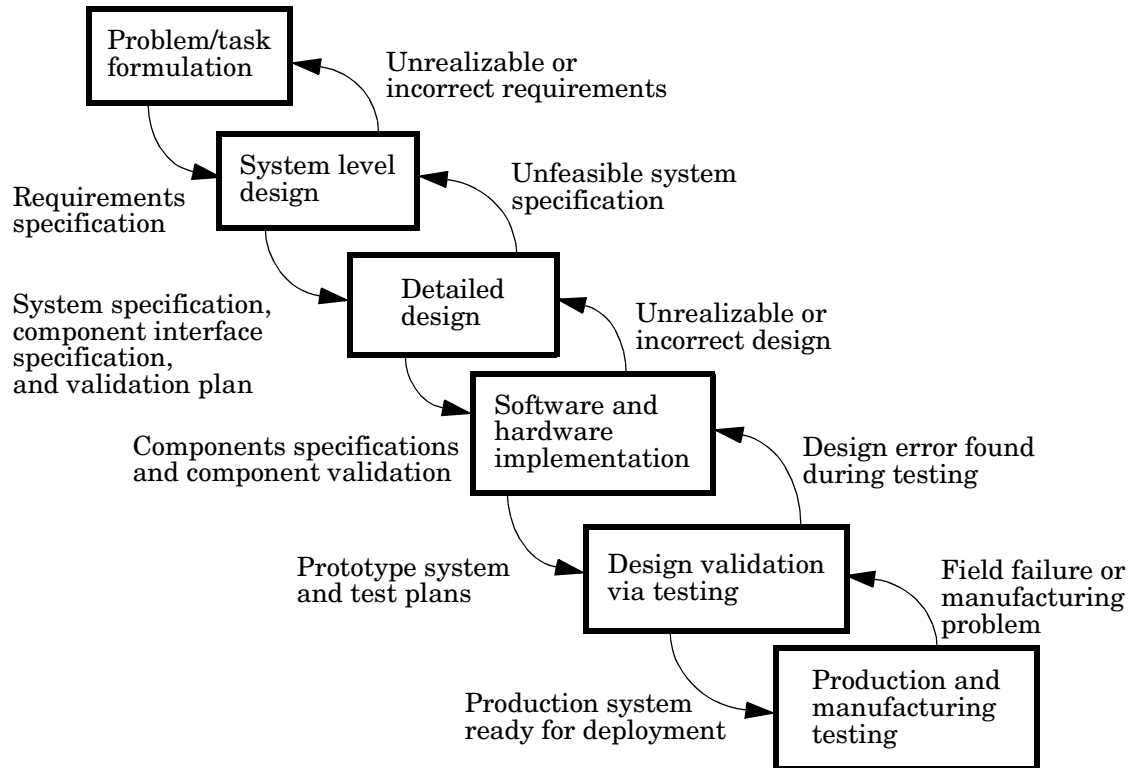 Problem/task
formulation
Unrealizable or
incorrect requirements
System level
design
Requirements
specification
Unfeasible system
specification
Detailed
design
System specification,
component interface
specification,
and validation plan
Unrealizable or
incorrect design
Software and
hardware
implementation
Components specifications
and component validation
Design error found
during testing
Prototype system
and test plans
Design validation
via testing
Field failure or
manufacturing
problem
Production system
ready for deployment
Production and
manufacturing
testing